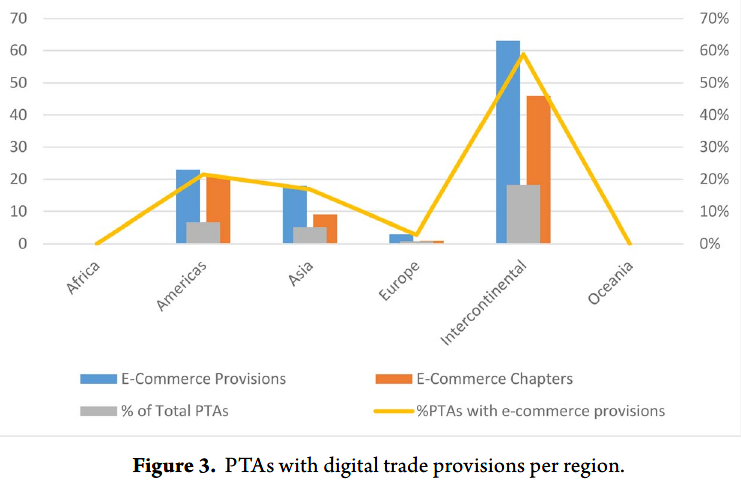 70 70%
60 60%
50 50%
40 40%
30 30%
20 20%
10 10%
0 0%
Africa
Americas
Asia
Europe
Intercontinental
Oceania
E-Commerce Provisions E-Commerce Chapters
% of Total PTAs %PTAs with e-commerce provisions
Figure 3. PTAs with digital trade provisions per region.